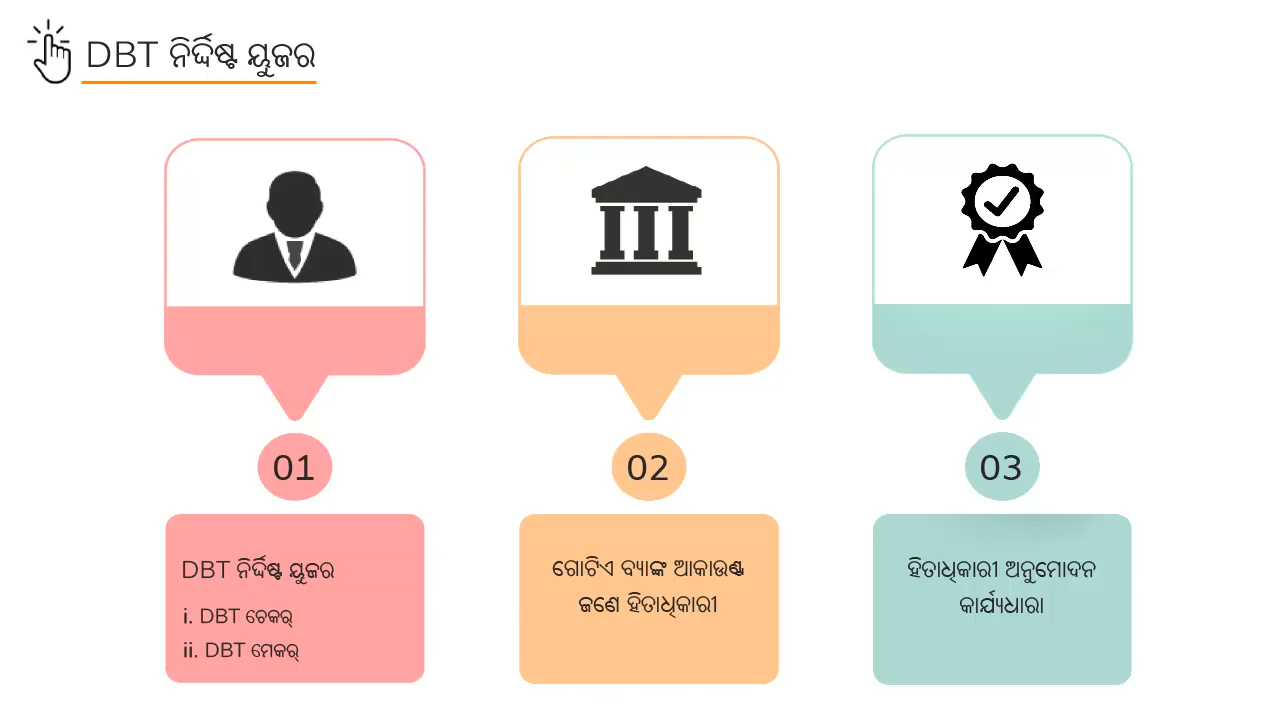 DBT ନିର୍ଦ୍ଦିଷ୍ଟ ୟୁଜର
01
DBT ନିର୍ଦ୍ଦିଷ୍ଟ ୟୁଜର
i. DBT ଚେକର୍
ii. DBT ମେକର୍
02
ଗୋଟିଏ ବ୍ୟାଙ୍କ ଆକାଉଣ୍ଟ
ଜଣେ ହିତାଧିକାରୀ
03
ହିତାଧିକାରୀ ଅନୁମୋଦନ
କାର୍ଯ୍ୟଧାରା